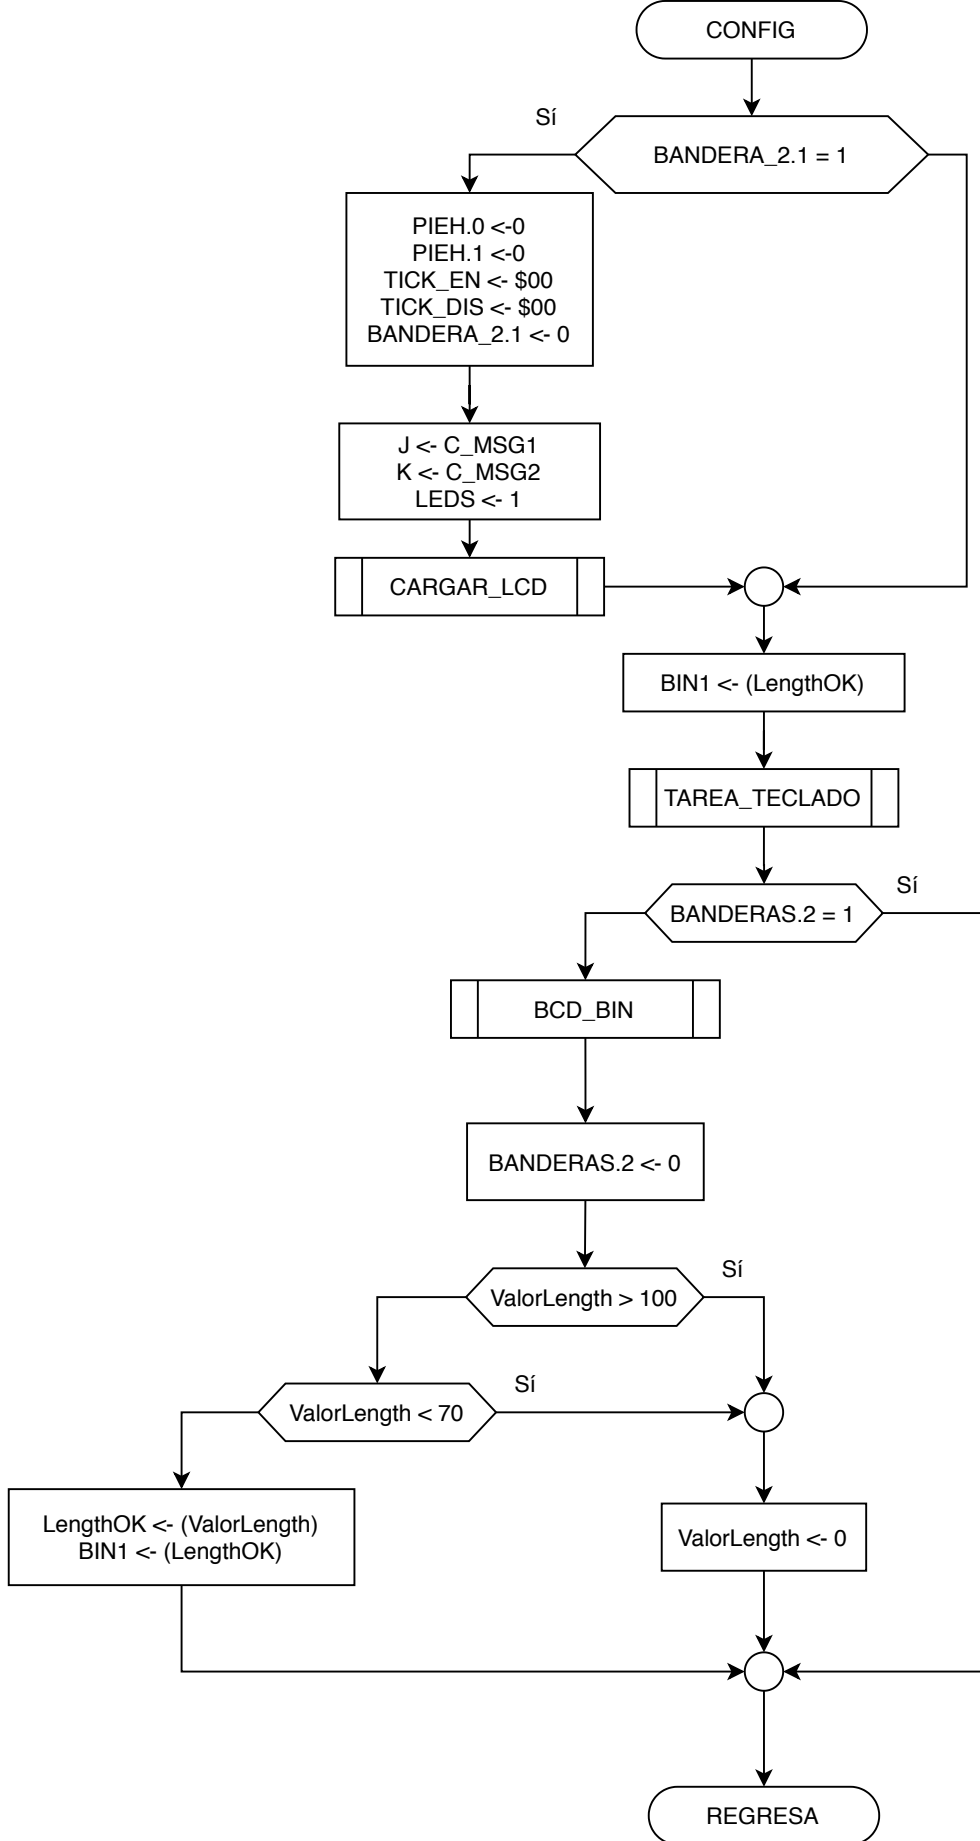 CONFIG
Sí
BANDERA_2.1 = 1
PIEH.0 <-0
PIEH.1 <-0
TICK_EN <- $00
TICK_DIS <- $00
BANDERA_2.1 <- 0
J <- C_MSG1
K <- C_MSG2
LEDS <- 1
CARGAR_LCD
BIN1 <- (LengthOK)
TAREA_TECLADO
Sí
BANDERAS.2 = 1
BCD_BIN
BANDERAS.2 <- 0
Sí
ValorLength > 100
Sí
ValorLength < 70
LengthOK <- (ValorLength)
BIN1 <- (LengthOK)
ValorLength <- 0
REGRESA